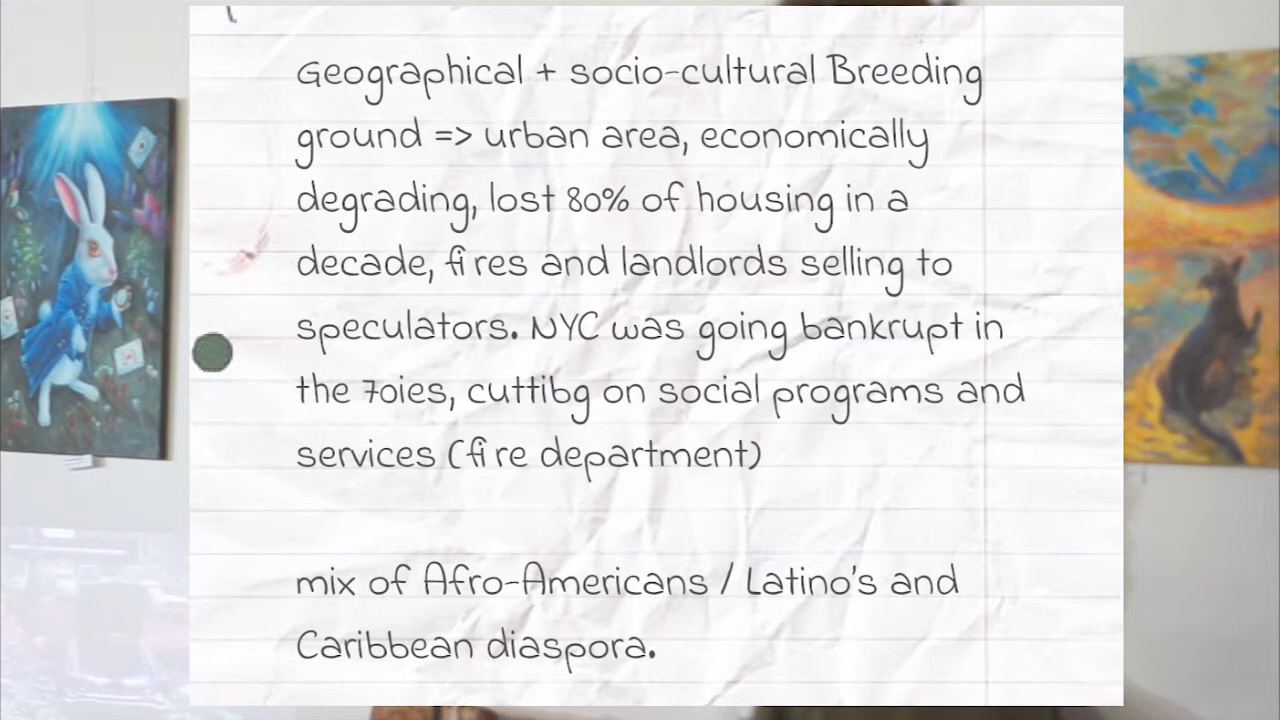 Geographical + socio-cultural Breeding
ground => urban area, economically
degrading, lost 80% of housing in a
decade, fires and landlords selling to
speculators. NYC was going bankrupt in
the 70ies, cuttibg on social programs and
services (fire department)
mix of Afro-Americans / Latino's and
Caribbean diaspora.